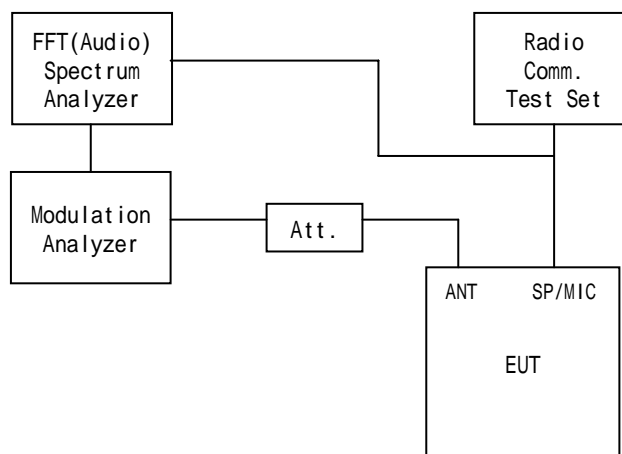 FFT(Audio)
Spectrum
Analyzer
Radio
Comm.
Test Set
Modulation
Analyzer
Att.
ANT
SP/MIC
EUT